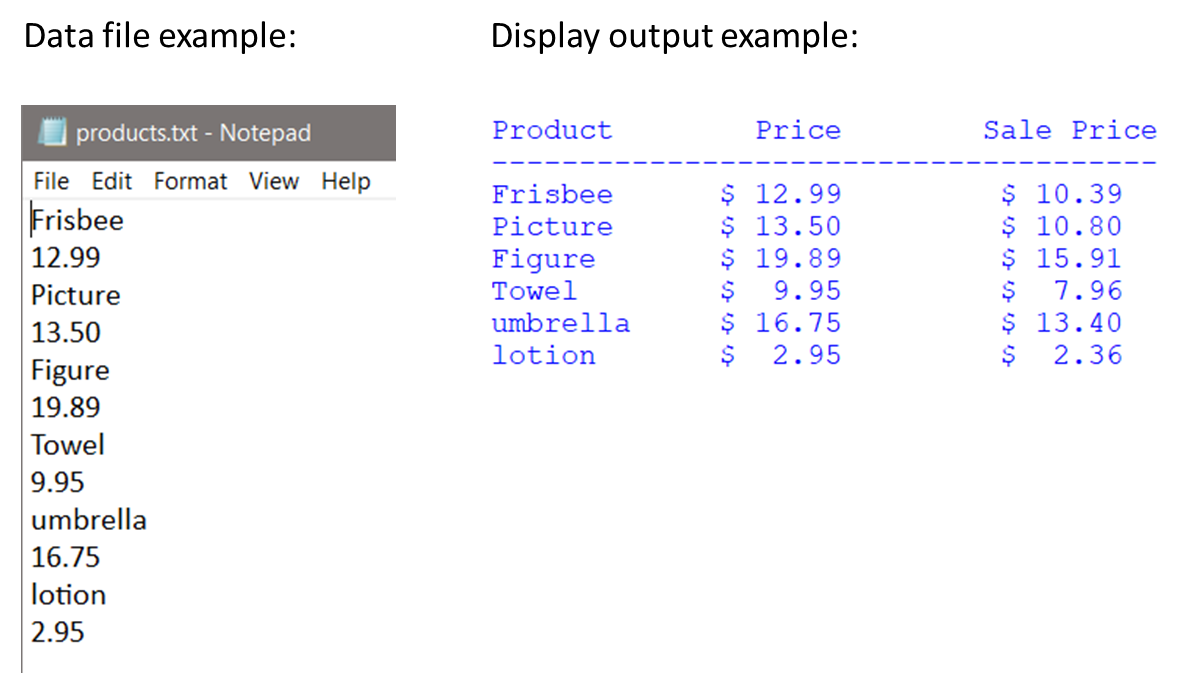 Data file example:
products.txt - Notepad
File Edit Format View Help
Frisbee
12.99
Picture
13.50
Figure
19.89
Towel
9.95
umbrella
16.75
lotion
2.95
Display output example:
Product Price Sale Price
---------------------------------------
Frisbee $ 12.99 $ 10.39
Picture $ 13.50 $ 10.80
Figure $ 19.89 $ 15.91
Towel $ 9.95 $ 7.96
umbrella $ 16.75 $ 13.40
lotion $ 2.95 $ 2.36